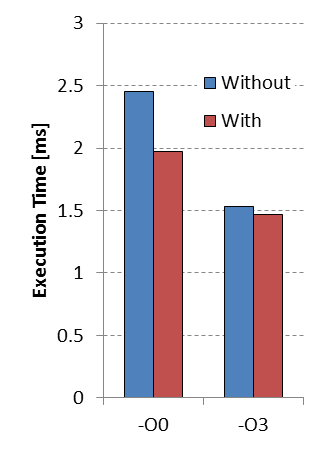 3
2.5
2
1.5
1
0.5
0
Execution Time [ms]
Without
With
-O0
-O3